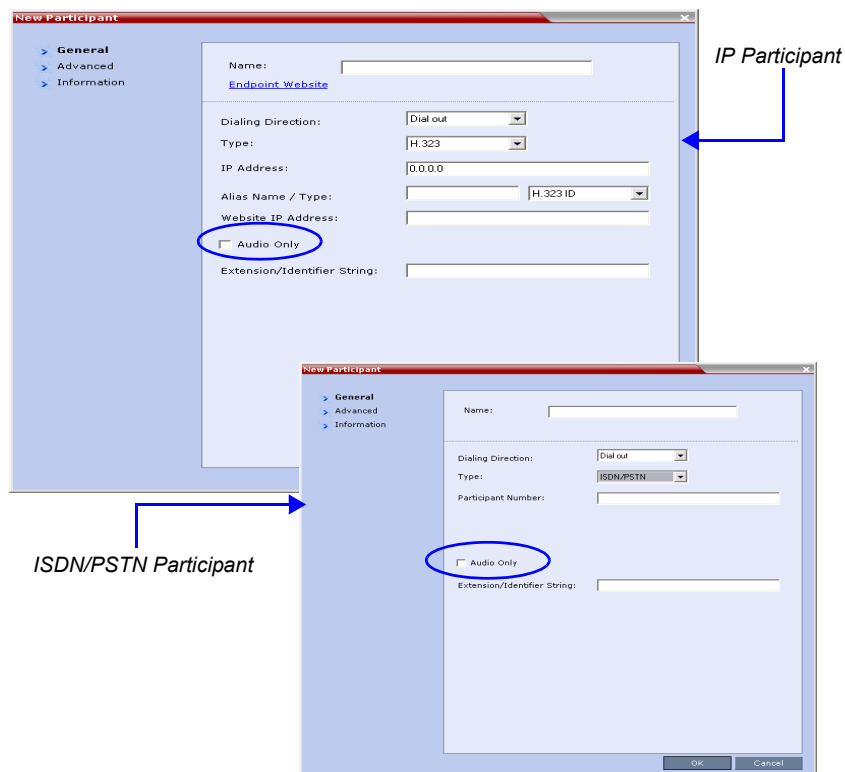 New Participant
General
Advanced
Information
Name:
Endpoint Website
Dialing Direction: Dial out
Type: H.323
IP Address: 0.0.0.0
Alias Name / Type: H.323 ID
Website IP Address:
Audio Only
Extension/Identifier String:
IP Participant
New Participant
General
Advanced
Information
Name:
Dialing Direction: Dial out
Type: ISDN/PSTN
Participant Number:
Audio Only
Extension/Identifier String:
OK Cancel
ISDN/PSTN Participant